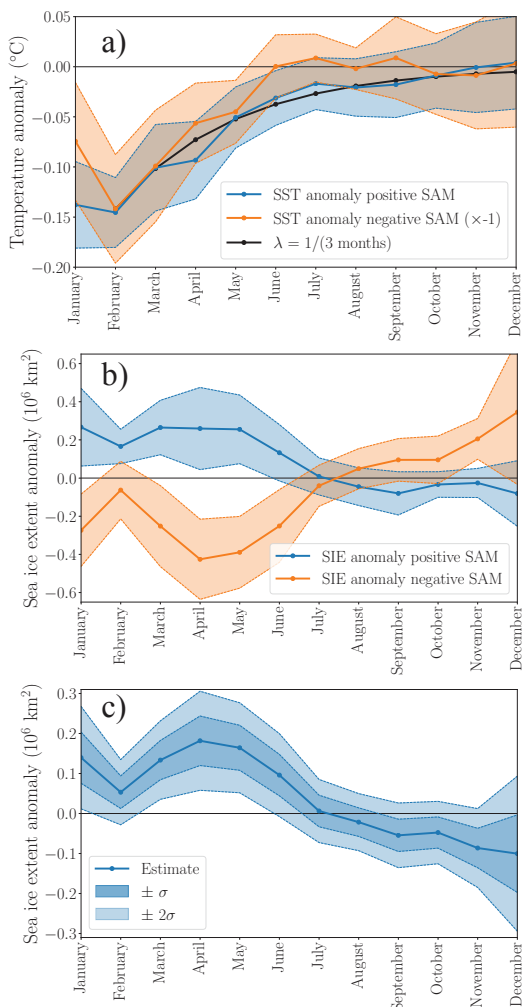 a)
Temperature anomaly (°C)
0.05
0.00
−0.05
−0.10
−0.15
−0.20
SST anomaly positive SAM
SST anomaly negative SAM (×-1)
λ = 1/(3 months)
January
February
March
April
May
June
July
August
September
October
November
December
b)
Sea ice extent anomaly (10⁶ km²)
0.6
0.4
0.2
0.0
−0.2
−0.4
−0.6
SIE anomaly positive SAM
SIE anomaly negative SAM
January
February
March
April
May
June
July
August
September
October
November
December
c)
Sea ice extent anomaly (10⁶ km²)
0.3
0.2
0.1
0.0
-0.1
-0.2
-0.3
Estimate
± σ
± 2σ
January
February
March
April
May
June
July
August
September
October
November
December